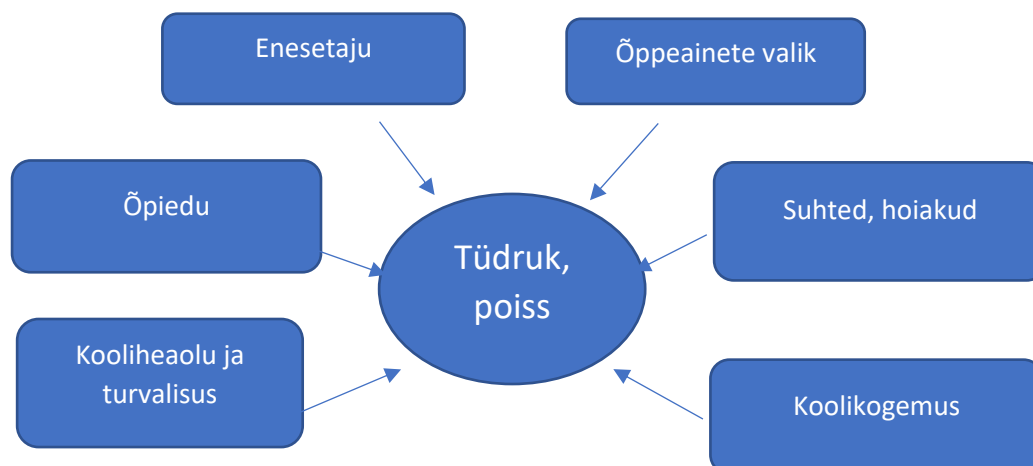 Enesetaju
Õppeainete valik
Õpiedu
Suhted, hoiakud
Tüdruk,
poiss
Kooliheaolu ja
turvalisus
Koolikogemus